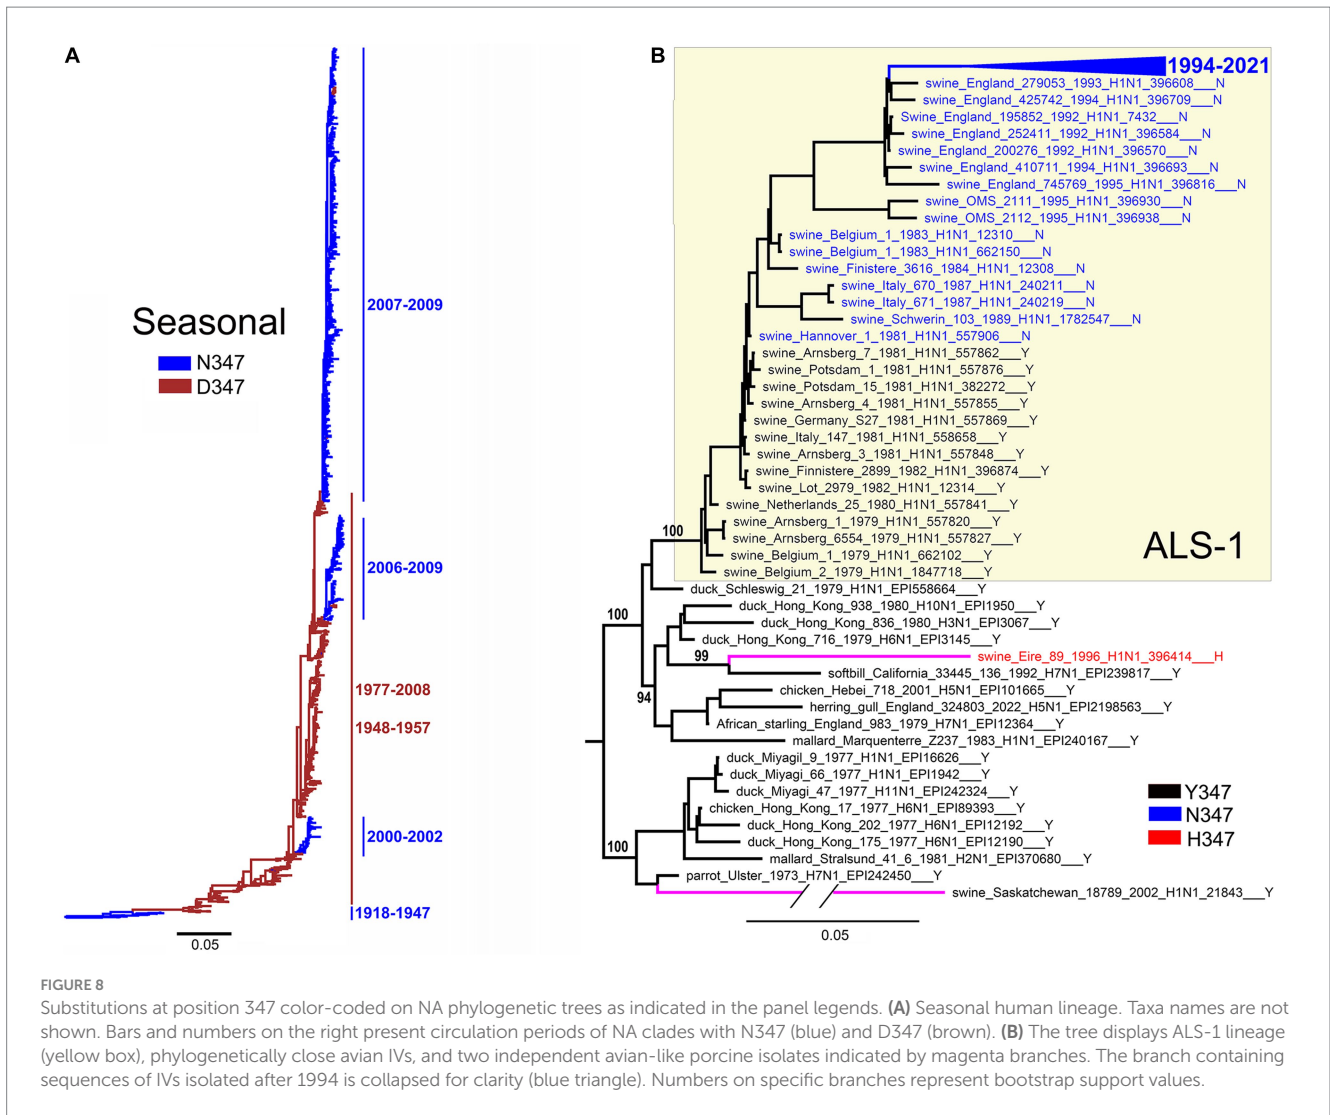 A
B
Seasonal
N347
D347
2007-2009
2006-2009
1977-2008
1948-1957
2000-2002
1918-1947
0.05
1994-2021
swine_England_279053_1993_H1N1_396608___N
swine_England_425742_1994_H1N1_396709___N
Swine_England_195852_1992_H1N1_7432___N
swine_England_252411_1992_H1N1_396584___N
swine_England_200276_1992_H1N1_396570___N
swine_England_410711_1994_H1N1_396693___N
swine_England_745769_1995_H1N1_396816___N
swine_OMS_2111_1995_H1N1_396930___N
swine_OMS_2112_1995_H1N1_396938___N
swine_Belgium_1_1983_H1N1_12310___N
swine_Belgium_1_1983_H1N1_662150___N
swine_Finistere_3616_1984_H1N1_12308___N
swine_Italy_670_1987_H1N1_240211___N
swine_Italy_671_1987_H1N1_240219___N
swine_Schwerin_103_1989_H1N1_1782547___N
swine_Hannover_1_1981_H1N1_557906___N
swine_Arnsberg_7_1981_H1N1_557862___Y
swine_Potsdam_1_1981_H1N1_557876___Y
swine_Potsdam_15_1981_H1N1_382272___Y
swine_Arnsberg_4_1981_H1N1_557855___Y
swine_Germany_S27_1981_H1N1_557869___Y
swine_Italy_147_1981_H1N1_558658___Y
swine_Arnsberg_3_1981_H1N1_557848___Y
swine_Finnistere_2899_1982_H1N1_396874___Y
swine_Lot_2979_1982_H1N1_12314___Y
swine_Netherlands_25_1980_H1N1_557841___Y
swine_Arnsberg_1_1979_H1N1_557820___Y
swine_Arnsberg_6554_1979_H1N1_557827___Y
swine_Belgium_1_1979_H1N1_662102___Y
swine_Belgium_2_1979_H1N1_1847718___Y
ALS-1
100
duck_Schleswig_21_1979_H1N1_EPI558664___Y
duck_Hong_Kong_938_1980_H10N1_EPI1950___Y
100
duck_Hong_Kong_836_1980_H3N1_EPI3067___Y
duck_Hong_Kong_716_1979_H6N1_EPI3145___Y
99
swine_Eire_89_1996_H1N1_396414___H
softbill_California_33445_136_1992_H7N1_EPI239817___Y
94
chicken_Hebei_718_2001_H5N1_EPI101665___Y
herring_gull_England_324803_2022_H5N1_EPI2198563___Y
African_starling_England_983_1979_H7N1_EPI12364___Y
mallard_Marquenterre_Z237_1983_H1N1_EPI240167___Y
duck_Miyagil_9_1977_H1N1_EPI16626___Y
duck_Miyagi_66_1977_H1N1_EPI1942___Y
duck_Miyagi_47_1977_H11N1_EPI242324___Y
chicken_Hong_Kong_17_1977_H6N1_EPI89393___Y
duck_Hong_Kong_202_1977_H6N1_EPI12192___Y
duck_Hong_Kong_175_1977_H6N1_EPI12190___Y
100
mallard_Stralsund_41_6_1981_H2N1_EPI370680___Y
parrot_Ulster_1973_H7N1_EPI242450___Y
swine_Saskatchewan_18789_2002_H1N1_21843___Y
Y347
N347
H347
0.05
FIGURE 8
Substitutions at position 347 color-coded on NA phylogenetic trees as indicated in the panel legends. (A) Seasonal human lineage. Taxa names are not
shown. Bars and numbers on the right present circulation periods of NA clades with N347 (blue) and D347 (brown). (B) The tree displays ALS-1 lineage
(yellow box), phylogenetically close avian IVs, and two independent avian-like porcine isolates indicated by magenta branches. The branch containing
sequences of IVs isolated after 1994 is collapsed for clarity (blue triangle). Numbers on specific branches represent bootstrap support values.